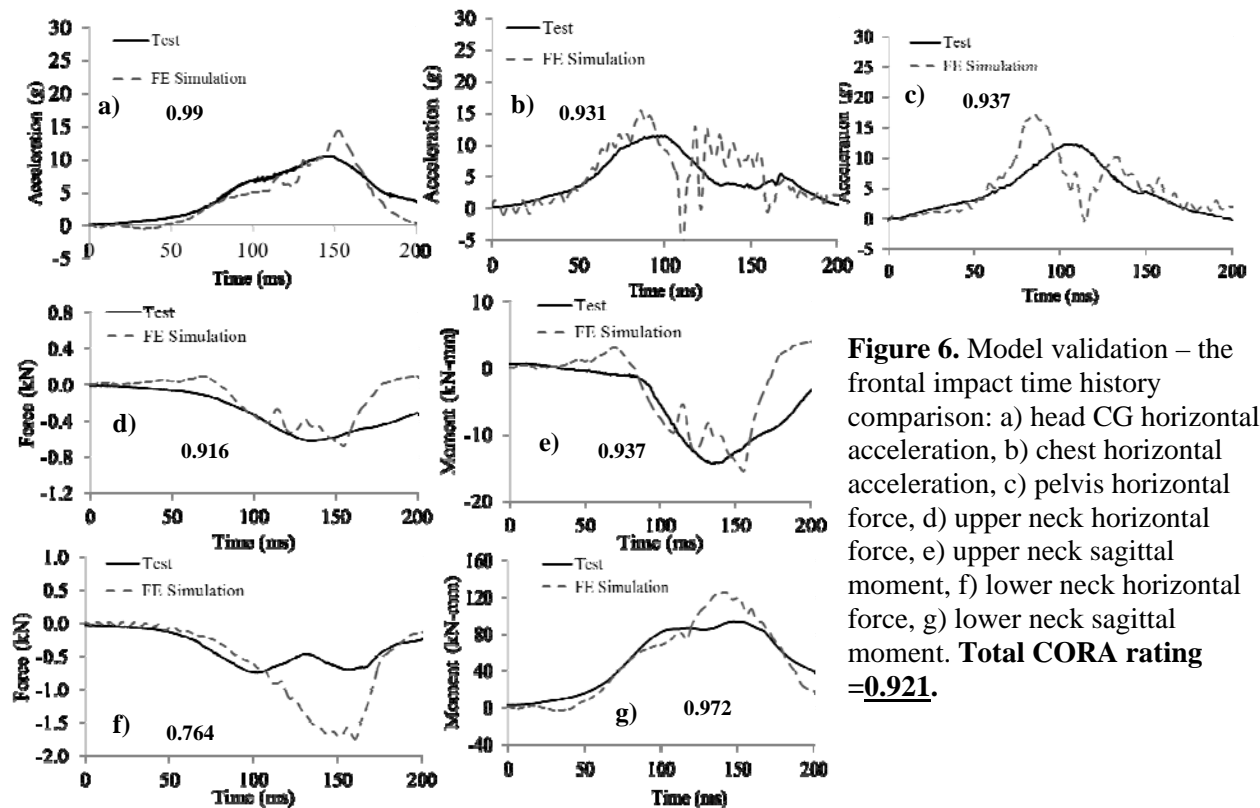 30
25
20
15
10
5
0
-5
Acceleration (g)
Test
FE Simulation
a)
0.99
0 50 100 150 200
Time (ms)
30
25
20
15
10
5
0
-5
Acceleration (g)
Test
FE Simulation
b)
0.931
0 50 100 150 200
Time (ms)
30
25
20
15
10
5
0
-5
Acceleration (g)
Test
FE Simulation
c)
0.937
0 50 100 150 200
Time (ms)
0.8
0.4
0.0
-0.4
-0.8
-1.2
Force (kN)
Test
FE Simulation
d)
0.916
0 50 100 150 200
Time (ms)
10
0
-10
-20
Moment (kN-mm)
Test
FE Simulation
e)
0.937
0 50 100 150 200
Time (ms)
1.0
0.5
0.0
-0.5
-1.0
-1.5
-2.0
Force (kN)
Test
FE Simulation
f)
0.764
0 50 100 150 200
Time (ms)
160
120
80
40
0
-40
Moment (kN-mm)
Test
FE Simulation
g)
0.972
0 50 100 150 200
Time (ms)
Figure 6. Model validation – the
frontal impact time history
comparison: a) head CG horizontal
acceleration, b) chest horizontal
acceleration, c) pelvis horizontal
force, d) upper neck horizontal
force, e) upper neck sagittal
moment, f) lower neck horizontal
force, g) lower neck sagittal
moment. Total CORA rating
=0.921.